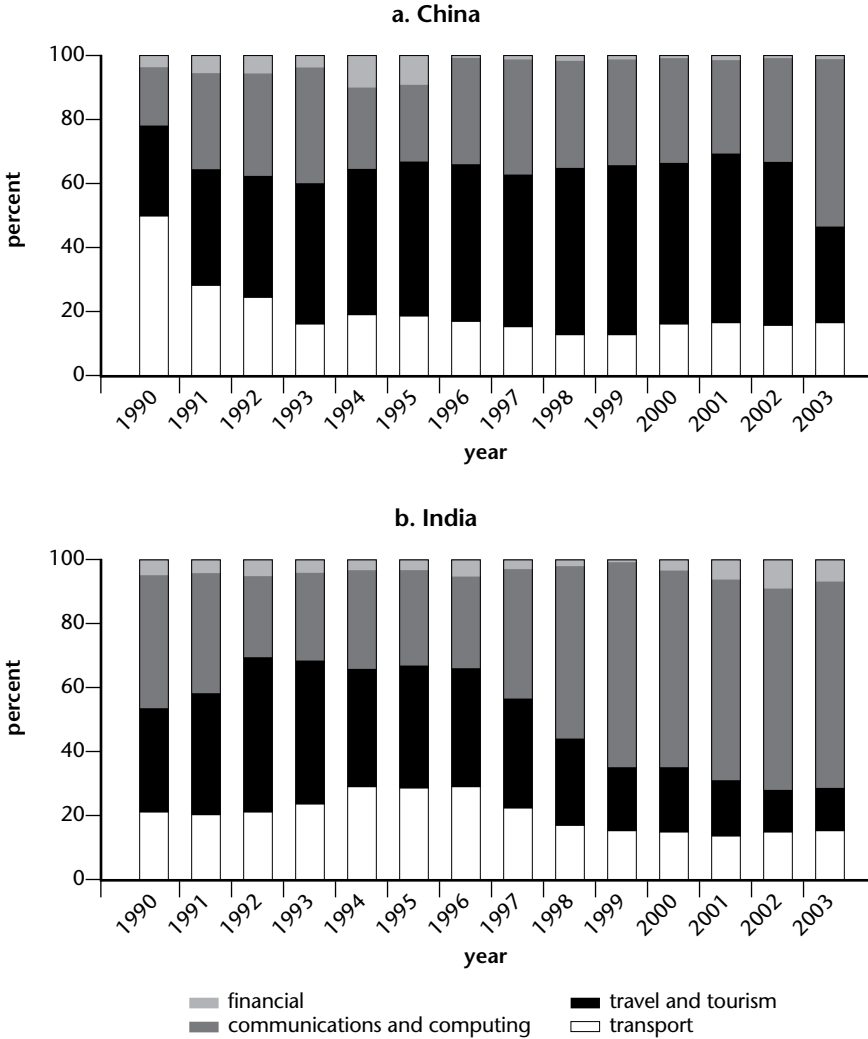 a. China
100
80
60
40
20
0
percent
1990 1991 1992 1993 1994 1995 1996 1997 1998 1999 2000 2001 2002 2003
year
b. India
100
80
60
40
20
0
percent
1990 1991 1992 1993 1994 1995 1996 1997 1998 1999 2000 2001 2002 2003
year
financial
travel and tourism
communications and computing
transport